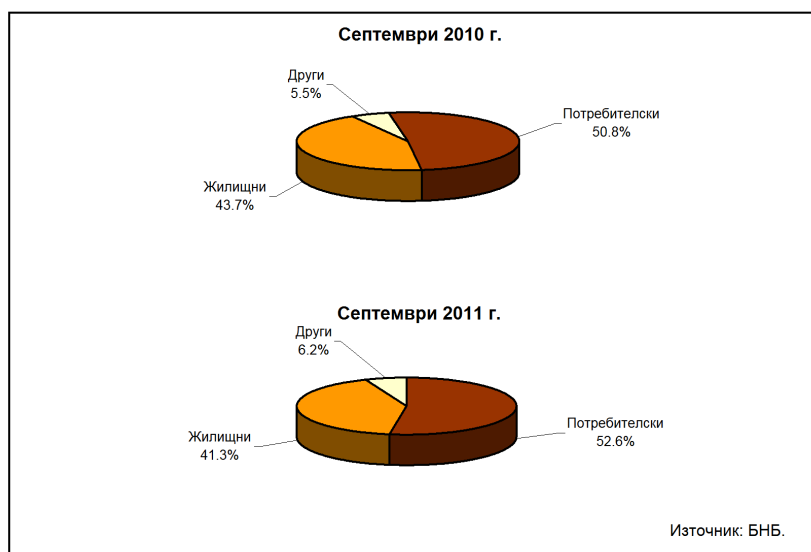 Септември 2010 г.
Други
5.5%
Потребителски
50.8%
Жилищни
43.7%
Септември 2011 г.
Други
6.2%
Потребителски
52.6%
Жилищни
41.3%
Източник: БНБ.